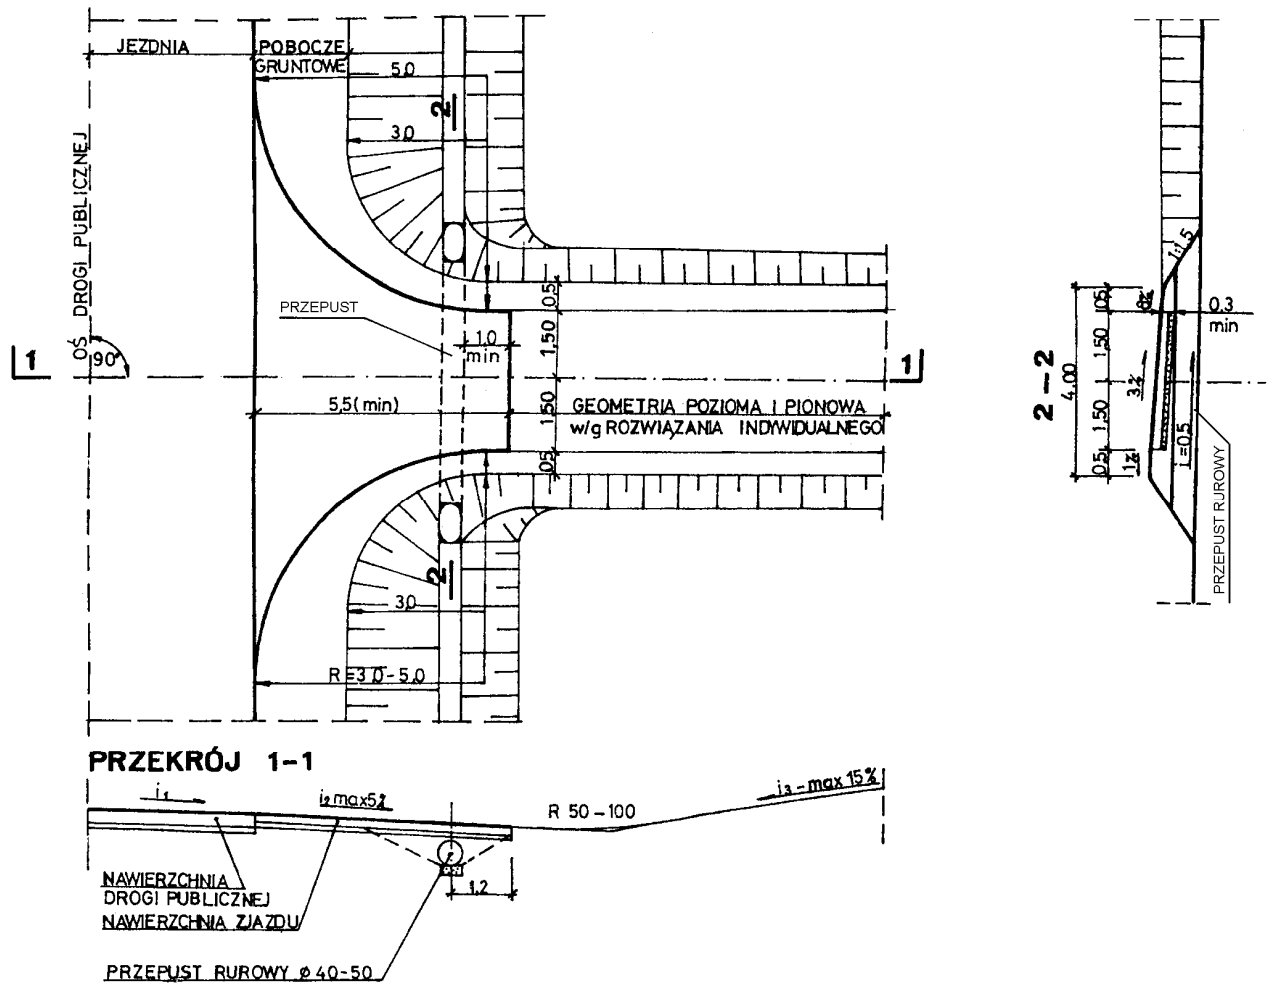 JEZDNIA
POBOCZE
GRUNTOWE
5,0
2
3,0
OŚ DROGI PUBLICZNEJ
PRZEPUST
0,5
1,50
1,0
min
1
90°
1
5,5(min)
1,50
GEOMETRIA POZIOMA I PIONOWA
w/g ROZWIĄZANIA INDYWIDUALNEGO
0,5
2
3,0
R=3,0-5,0
1:1,5
0,5
8%
0,3
min
1,50
2-2
4,00
3%
1,50
i=0,5
0,5
1%
PRZEPUST RUROWY
PRZEKRÓJ 1-1
i₁
i₂ max5%
R 50-100
i₃-max 15%
NAWIERZCHNIA
DROGI PUBLICZNEJ
NAWIERZCHNIA ZJAZDU
1,2
PRZEPUST RUROWY ø 40-50